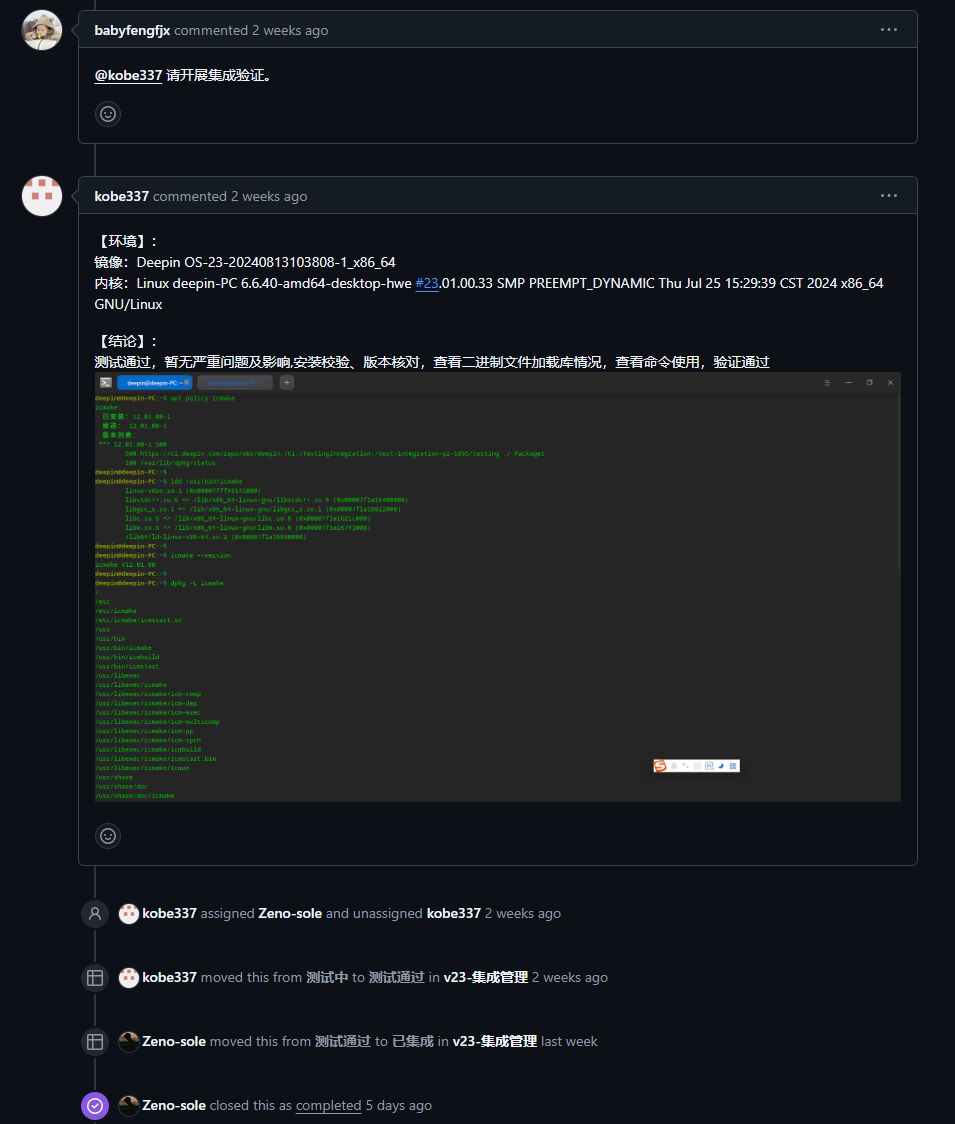 babyfengfjx commented 2 weeks ago
@kobe337 请开展集成验证。
kobe337 commented 2 weeks ago
【环境】：
镜像：Deepin OS-23-20240813103808-1_x86_64
内核：Linux deepin-PC 6.6.40-amd64-desktop-hwe #23.01.00.33 SMP PREEMPT_DYNAMIC Thu Jul 25 15:29:39 CST 2024 x86_64
GNU/Linux
【结论】：
测试通过，暂无严重问题及影响,安装校验、版本核对，查看二进制文件加载库情况，查看命令使用，验证通过
deepin@deepin-PC: ~
deepin@deepin-PC:~$ apt policy icmake
icmake:
已安装：12.01.00-1
候选： 12.01.00-1
版本列表：
*** 12.01.00-1 500
500 https://ci.deepin.com/repo/obs/deepin:/CI:/TestingIntegration:/test-integration-pr-1895/testing ./ Packages
100 /var/lib/dpkg/status
deepin@deepin-PC:~$
deepin@deepin-PC:~$ ldd /usr/bin/icmake
linux-vdso.so.1 (0x00007fff95141000)
libstdc++.so.6 => /lib/x86_64-linux-gnu/libstdc++.so.6 (0x00007f1a16400000)
libgcc_s.so.1 => /lib/x86_64-linux-gnu/libgcc_s.so.1 (0x00007f1a16822000)
libc.so.6 => /lib/x86_64-linux-gnu/libc.so.6 (0x00007f1a1621c000)
libm.so.6 => /lib/x86_64-linux-gnu/libm.so.6 (0x00007f1a16743000)
/lib64/ld-linux-x86-64.so.2 (0x00007f1a16890000)
deepin@deepin-PC:~$
deepin@deepin-PC:~$ icmake --version
icmake V12.01.00
deepin@deepin-PC:~$
deepin@deepin-PC:~$ dpkg -L icmake
/.
/etc
/etc/icmake
/etc/icmake/icmstart.rc
/usr
/usr/bin
/usr/bin/icmake
/usr/bin/icmbuild
/usr/bin/icmstart
/usr/libexec
/usr/libexec/icmake
/usr/libexec/icmake/icm-comp
/usr/libexec/icmake/icm-dep
/usr/libexec/icmake/icm-exec
/usr/libexec/icmake/icm-multicomp
/usr/libexec/icmake/icm-pp
/usr/libexec/icmake/icm-spch
/usr/libexec/icmake/icmbuild
/usr/libexec/icmake/icmstart.bim
/usr/libexec/icmake/icmun
/usr/share
/usr/share/doc
/usr/share/doc/icmake
kobe337 assigned Zeno-sole and unassigned kobe337 2 weeks ago
kobe337 moved this from 测试中 to 测试通过 in v23-集成管理 2 weeks ago
Zeno-sole moved this from 测试通过 to 已集成 in v23-集成管理 last week
Zeno-sole closed this as completed 5 days ago